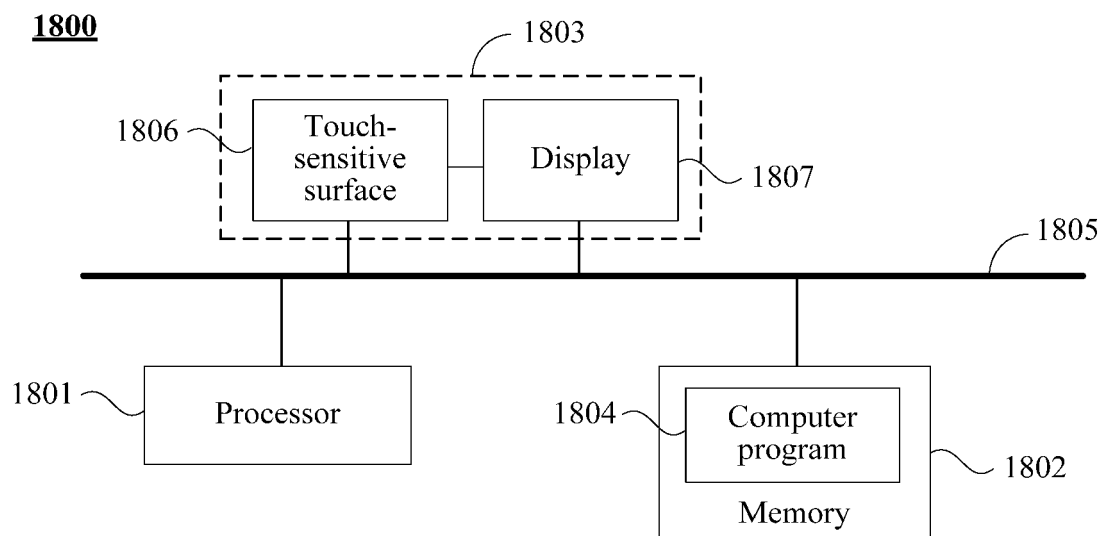 1800
1803
1806
Touch-
sensitive
surface
Display
1807
1805
1801
Processor
1804
Computer
program
1802
Memory